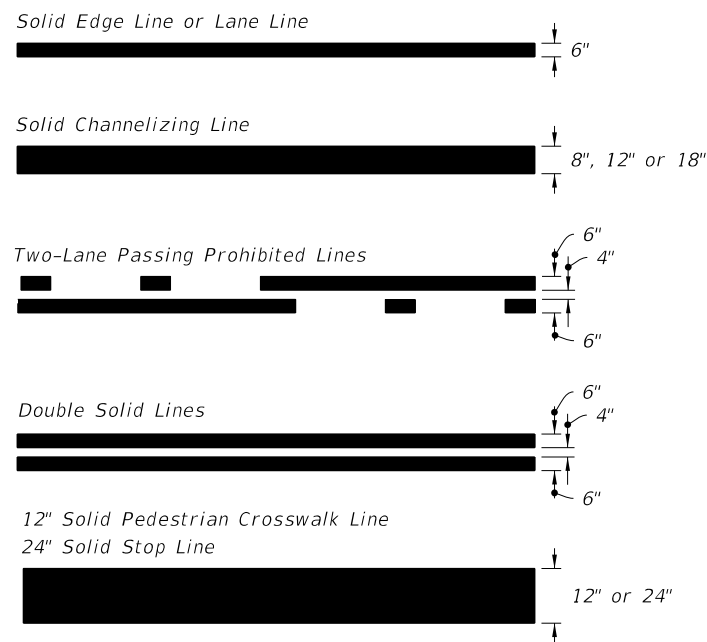 Solid Edge Line or Lane Line
6"
Solid Channelizing Line
8", 12" or 18"
Two-Lane Passing Prohibited Lines
6"
4"
6"
Double Solid Lines
6"
4"
6"
12" Solid Pedestrian Crosswalk Line
24" Solid Stop Line
12" or 24"